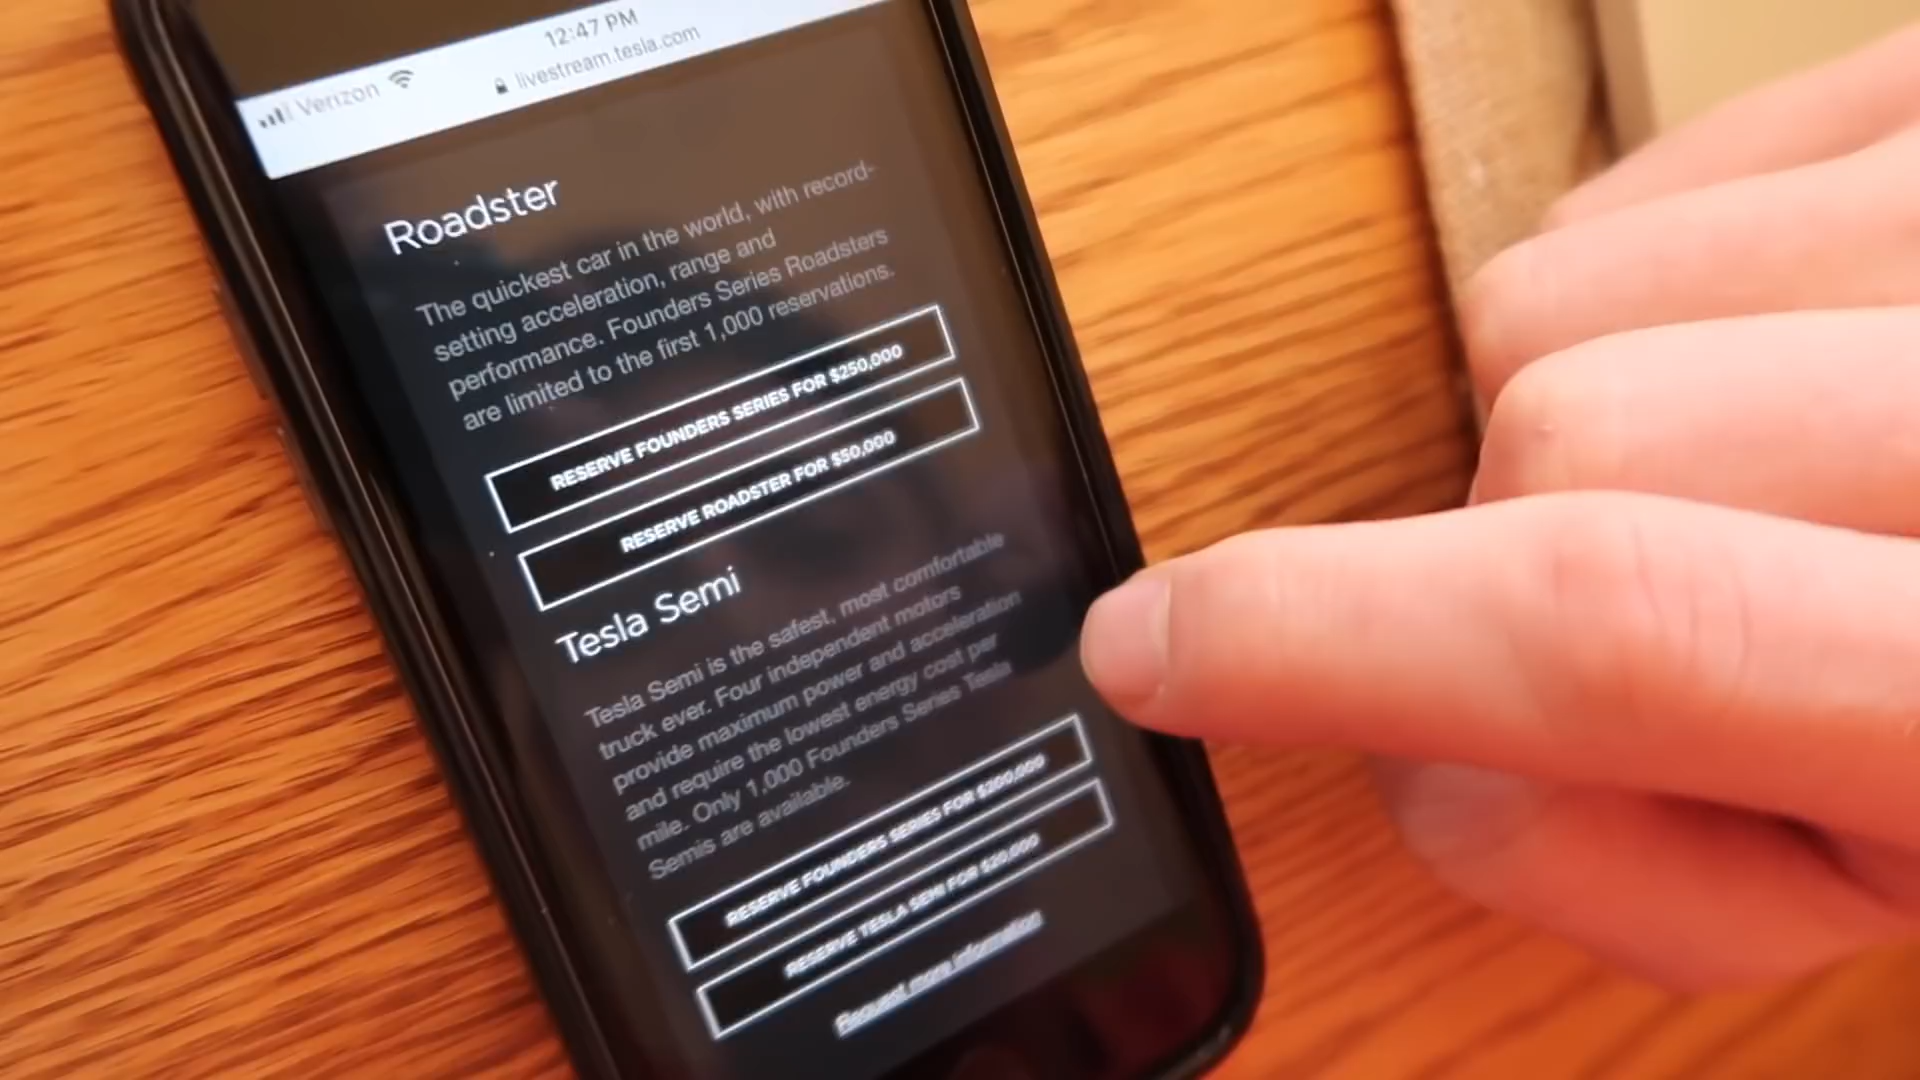 12:47 PM
Verizon
livestream.tesla.com
Roadster
The quickest car in the world, with record-
setting acceleration, range and
performance. Founders Series Roadsters
are limited to the first 1,000 reservations.
RESERVE FOUNDERS SERIES FOR $250,000
RESERVE ROADSTER FOR $50,000
Tesla Semi
Tesla Semi is the safest, most comfortable
truck ever. Four independent motors
provide maximum power and acceleration
and require the lowest energy cost per
mile. Only 1,000 Founders Series Tesla
Semis are available.
RESERVE FOUNDERS SERIES FOR $200,000
RESERVE TESLA SEMI FOR $20,000
Request more information